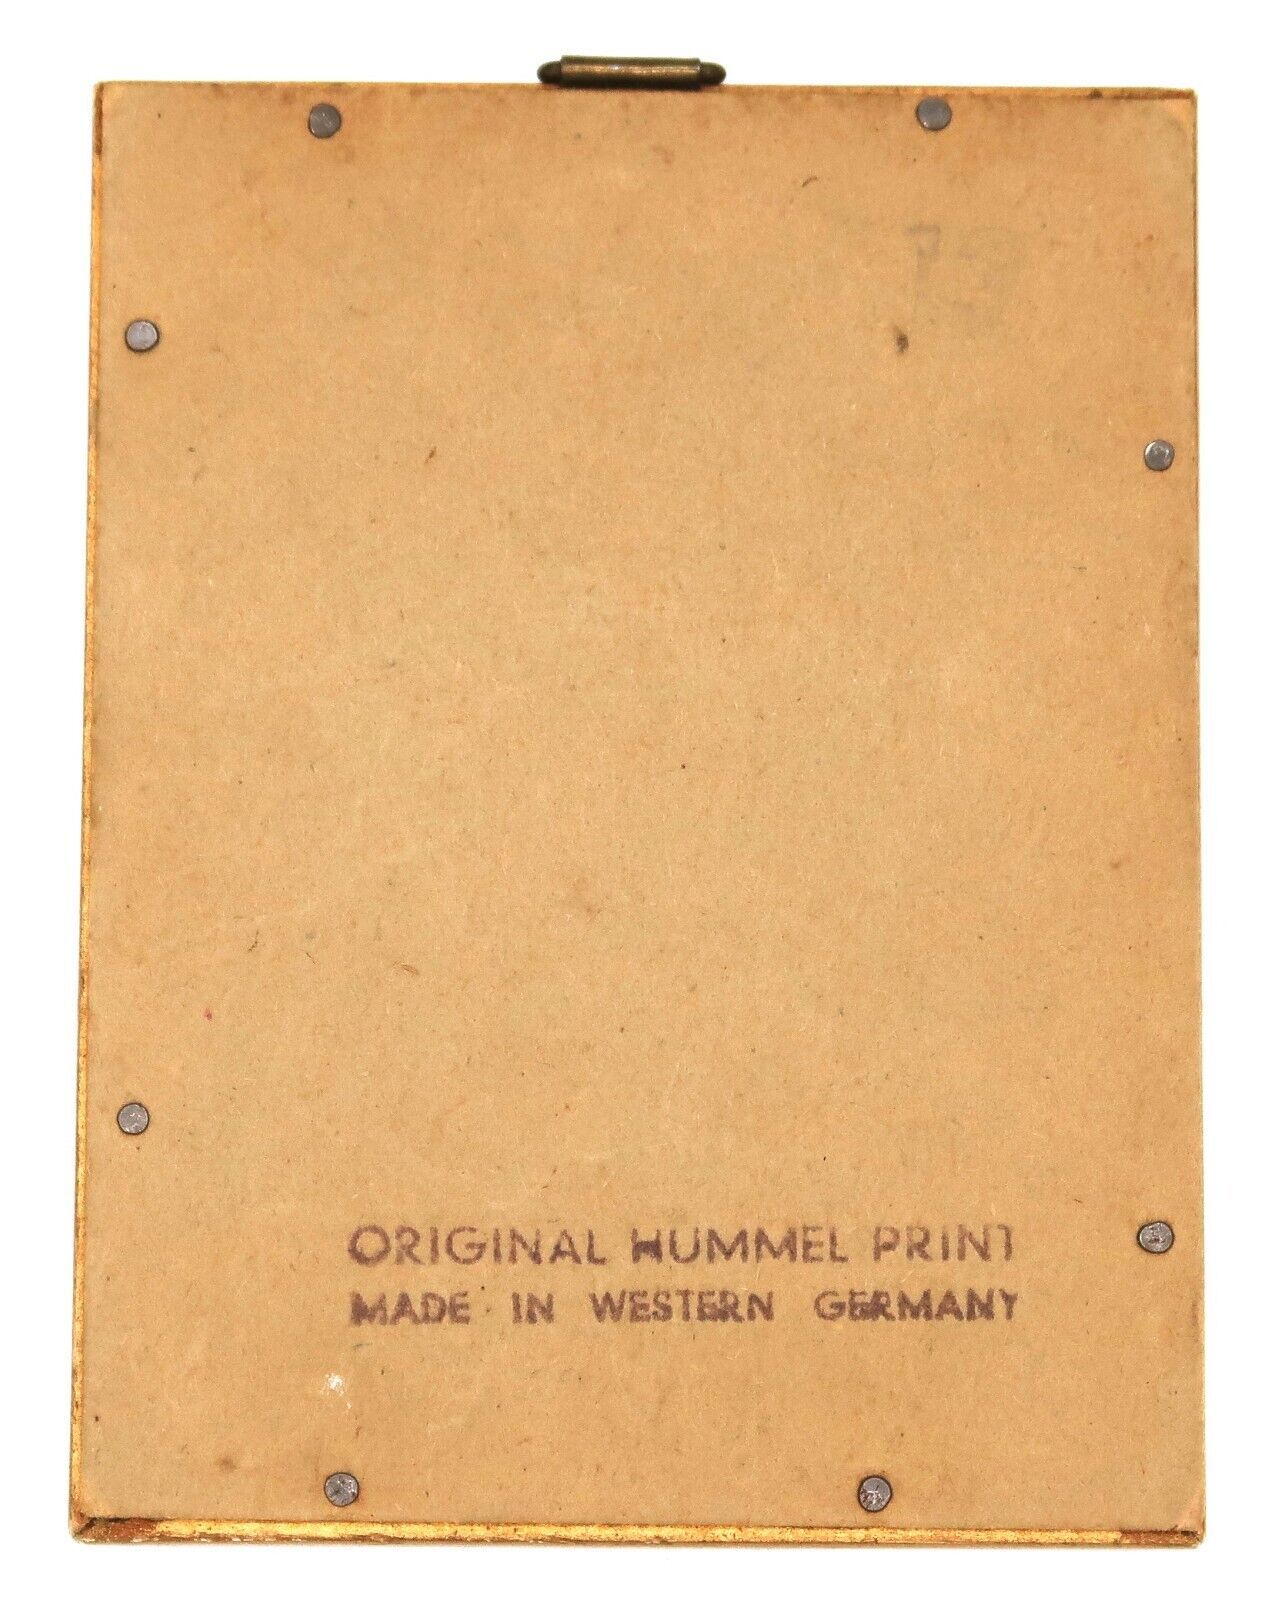 ORIGINAL HUMMEL PRINT
MADE IN WESTERN GERMANY